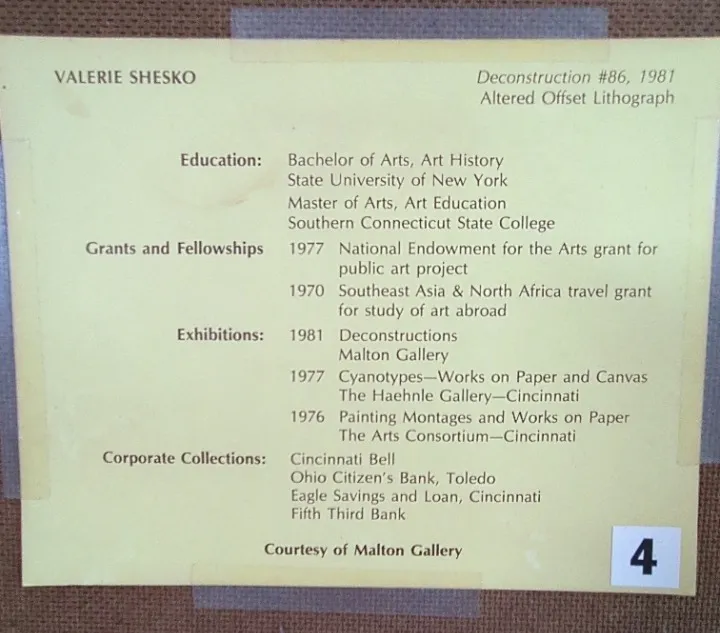 VALERIE SHESKO
Deconstruction #86, 1981
Altered Offset Lithograph
Education: Bachelor of Arts, Art History
State University of New York
Master of Arts, Art Education
Southern Connecticut State College
Grants and Fellowships 1977 National Endowment for the Arts grant for
public art project
1970 Southeast Asia & North Africa travel grant
for study of art abroad
Exhibitions: 1981 Deconstructions
Malton Gallery
1977 Cyanotypes—Works on Paper and Canvas
The Haehnle Gallery—Cincinnati
1976 Painting Montages and Works on Paper
The Arts Consortium—Cincinnati
Corporate Collections: Cincinnati Bell
Ohio Citizen's Bank, Toledo
Eagle Savings and Loan, Cincinnati
Fifth Third Bank
Courtesy of Malton Gallery
4